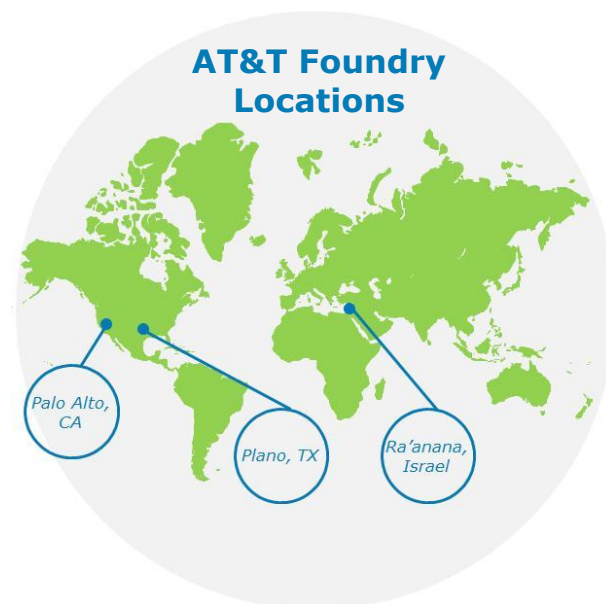 AT&T Foundry
Locations
Palo Alto,
CA
Plano, TX
Ra’anana,
Israel